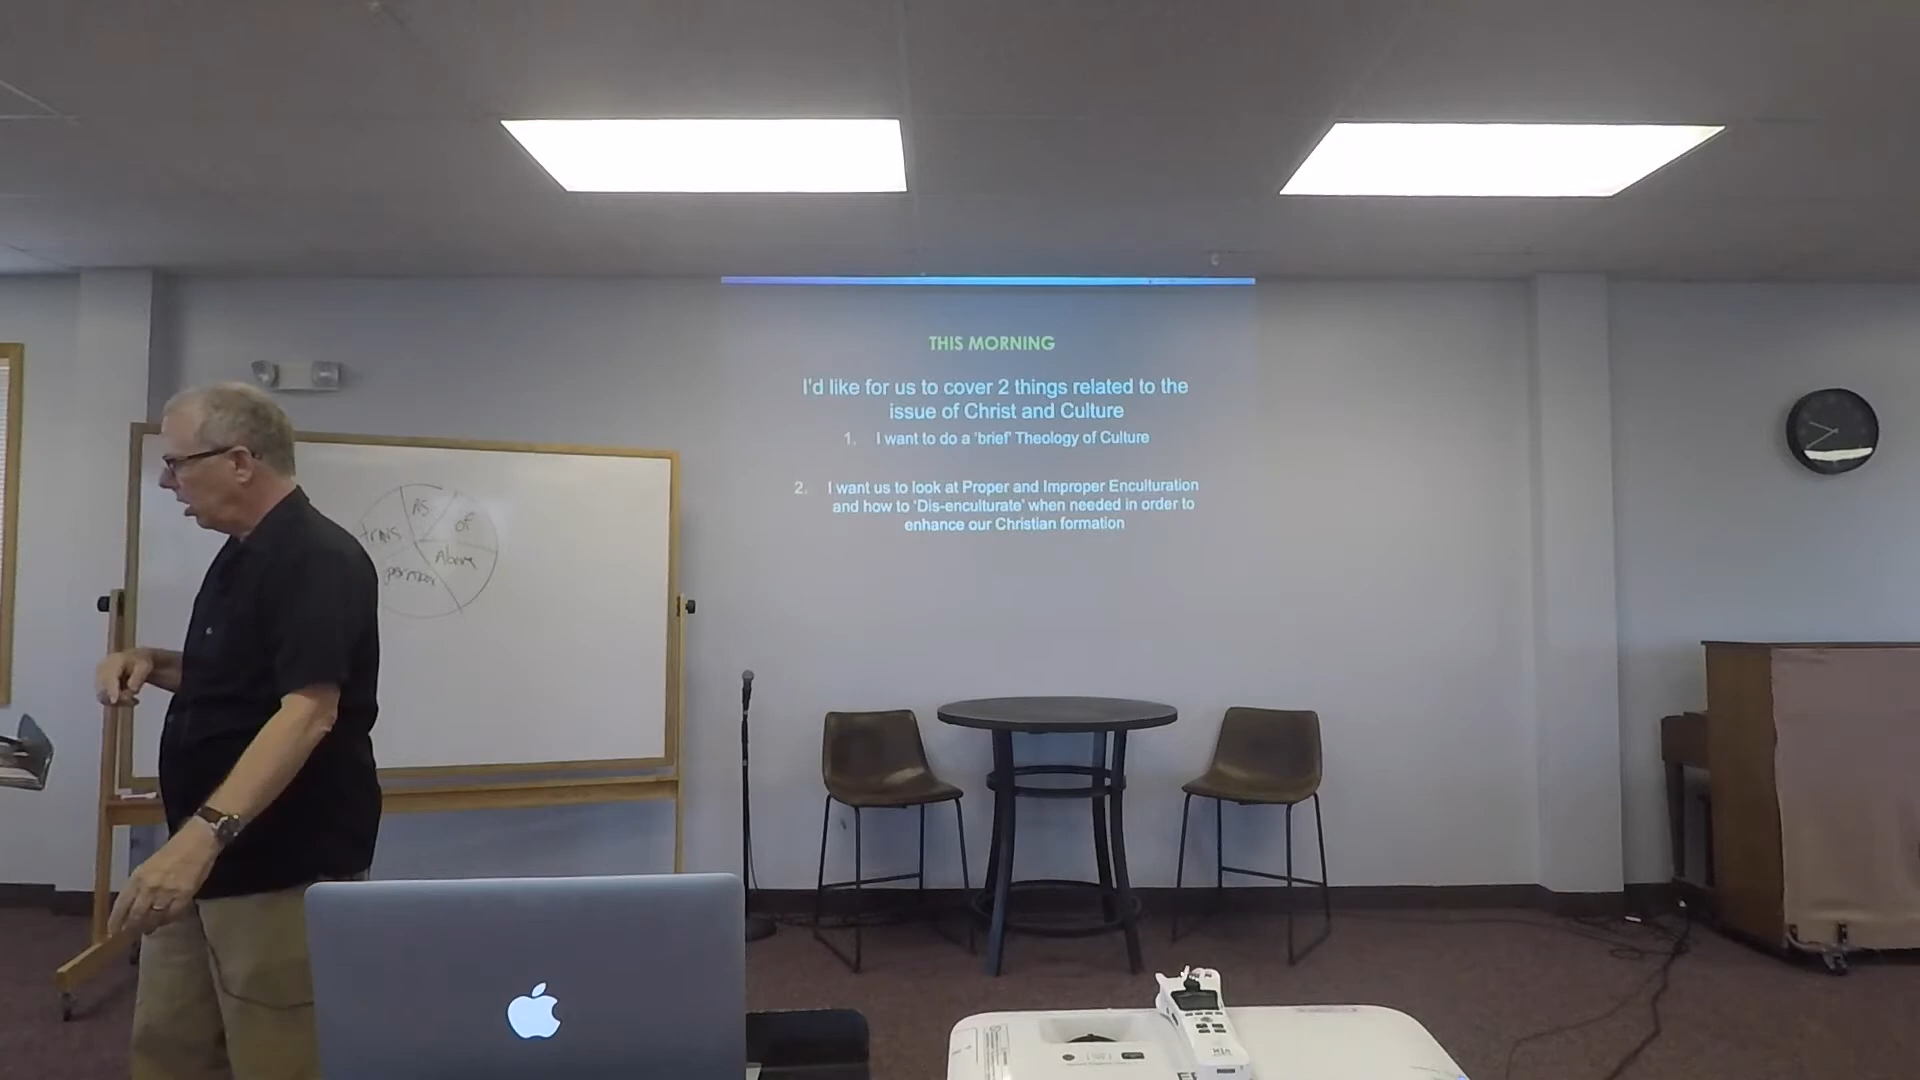 THIS MORNING
I'd like for us to cover 2 things related to the
issue of Christ and Culture
1. I want to do a 'brief' Theology of Culture
2. I want us to look at Proper and Improper Enculturation
and how to 'Dis-enculturate' when needed in order to
enhance our Christian formation
AS
OF
trans
Above